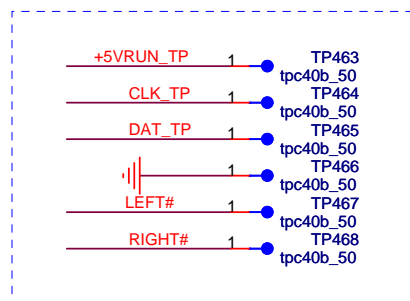 +5VRUN_TP 1 TP463
tpc40b_50
CLK_TP 1 TP464
tpc40b_50
DAT_TP 1 TP465
tpc40b_50
1 TP466
tpc40b_50
LEFT# 1 TP467
tpc40b_50
RIGHT# 1 TP468
tpc40b_50